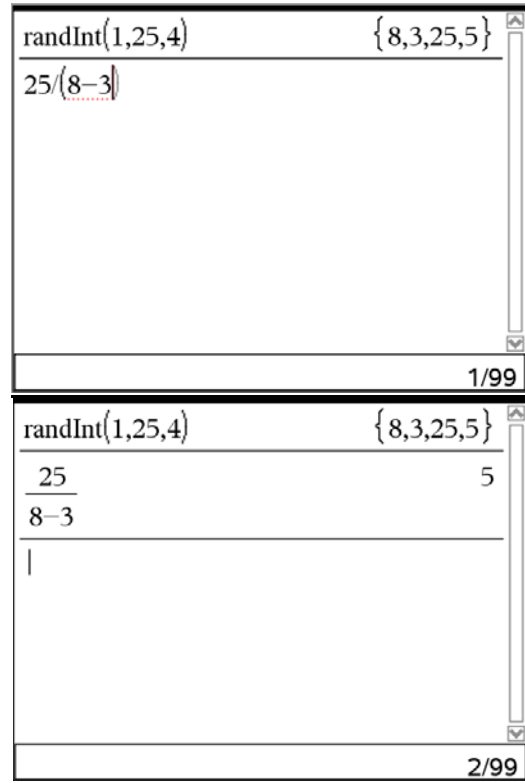 randInt(1,25,4) {8,3,25,5}
25/(8−3)
1/99
randInt(1,25,4) {8,3,25,5}
25 5
8−3
2/99